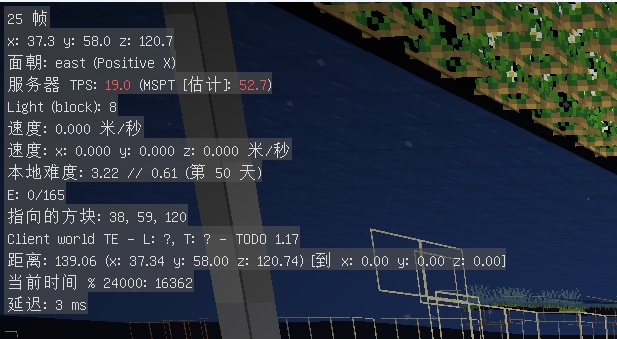 25 帧
x: 37.3 y: 58.0 z: 120.7
面朝: east (Positive X)
服务器 TPS: 19.0 (MSPT [估计]: 52.7)
Light (block): 8
速度: 0.000 米/秒
速度: x: 0.000 y: 0.000 z: 0.000 米/秒
本地难度: 3.22 // 0.61 (第 50 天)
E: 0/165
指向的方块: 38, 59, 120
Client world TE - L: ?, T: ? - TODO 1.17
距离: 139.06 (x: 37.34 y: 58.00 z: 120.74) [到 x: 0.00 y: 0.00 z: 0.00]
当前时间 % 24000: 16362
延迟: 3 ms